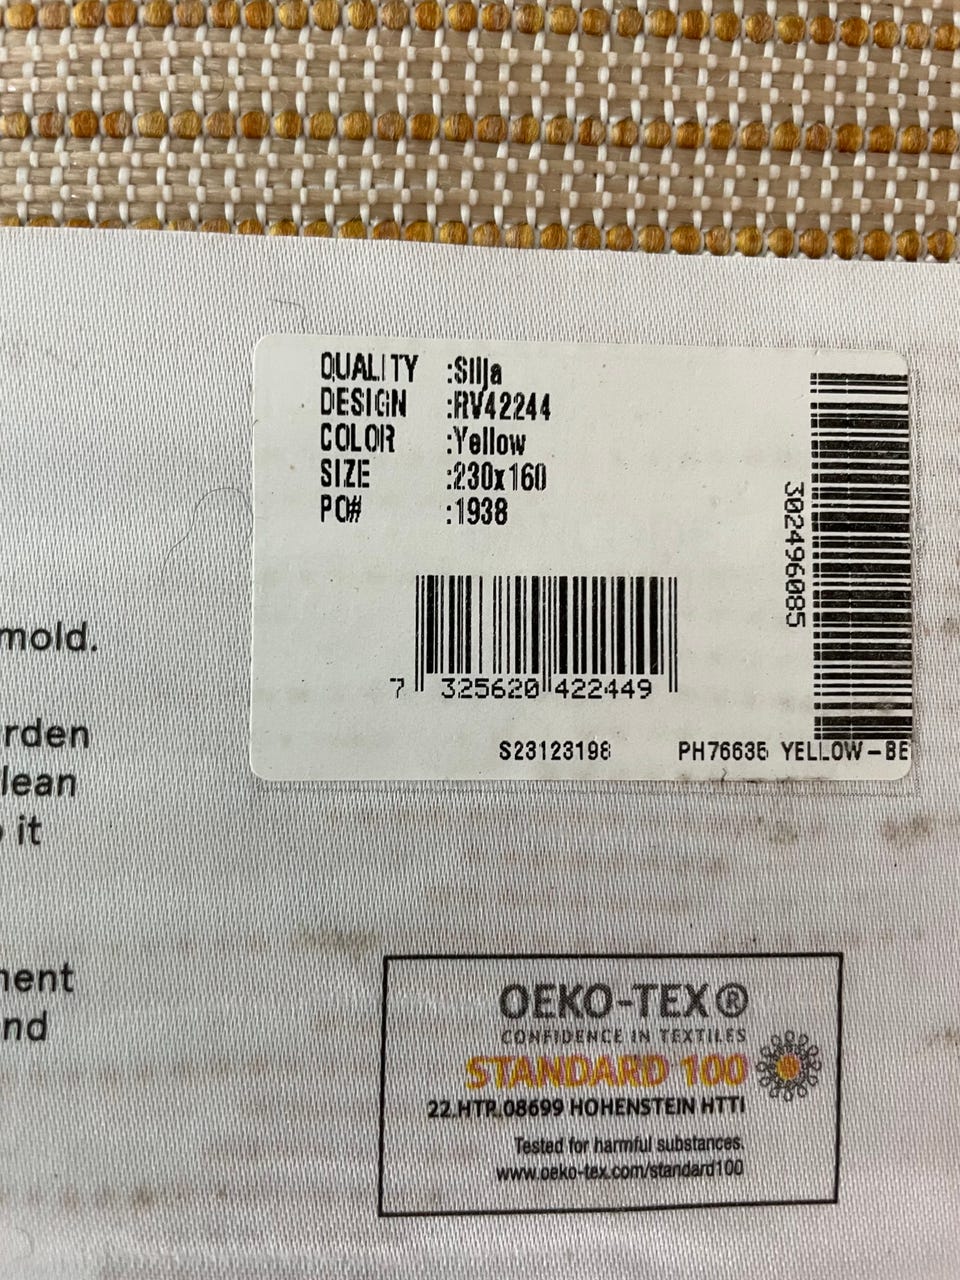 QUALITY :Silja
DESIGN :RV42244
COLOR :Yellow
SIZE :230x160
PO# :1938
302496085
7 325620 422449
S23123198 PH76635 YELLOW-BE
mold.
rden
lean
it
nent
nd
OEKO-TEX®
CONFIDENCE IN TEXTILES
STANDARD 100
22.HTR.08699 HOHENSTEIN HTTI
Tested for harmful substances.
www.oeko-tex.com/standard100